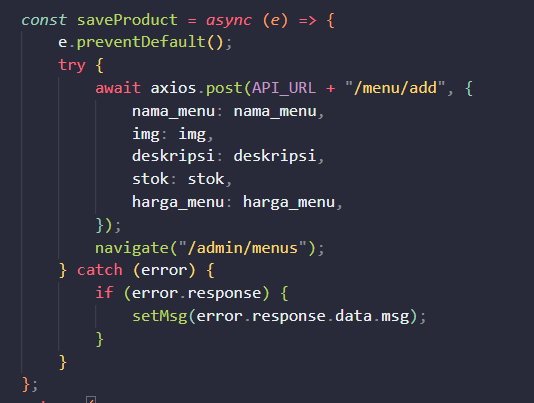 const saveProduct = async (e) => {
e.preventDefault();
try {
await axios.post(API_URL + "/menu/add", {
nama_menu: nama_menu,
img: img,
deskripsi: deskripsi,
stok: stok,
harga_menu: harga_menu,
});
navigate("/admin/menus");
} catch (error) {
if (error.response) {
setMsg(error.response.data.msg);
}
}
};